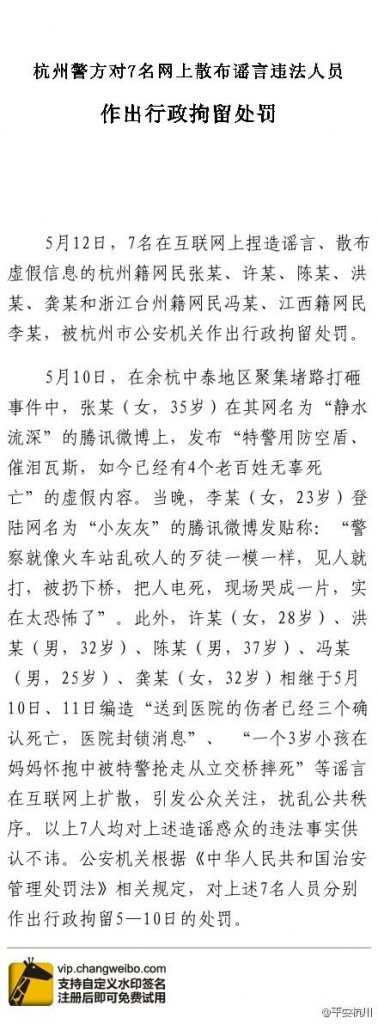 杭州警方对7名网上散布谣言违法人员
作出行政拘留处罚
5月12日，7名在互联网上捏造谣言、散布
虚假信息的杭州籍网民张某、许某、陈某、洪
某、龚某和浙江台州籍网民冯某、江西籍网民
李某，被杭州市公安机关作出行政拘留处罚。
5月10日，在余杭中泰地区聚集堵路打砸
事件中，张某（女，35岁）在其网名为“静水
流深”的腾讯微博上，发布“特警用防空盾、
催泪瓦斯，如今已经有4个老百姓无辜死
亡”的虚假内容。当晚，李某（女，23岁）登
陆网名为“小灰灰”的腾讯微博发贴称：“警
察就像火车站乱砍人的歹徒一模一样，见人就
打，被扔下桥，把人电死，现场哭成一片，实
在太恐怖了”。此外，许某（女，28岁）、洪
某（男，32岁）、陈某（男，37岁）、冯某
（男，25岁）、龚某（女，32岁）相继于5月
10日、11日编造“送到医院的伤者已经三个确
认死亡，医院封锁消息”、 “一个3岁小孩在
妈妈怀抱中被特警抢走从立交桥摔死”等谣言
在互联网上扩散，引发公众关注，扰乱公共秩
序。以上7人均对上述造谣惑众的违法事实供
认不讳。公安机关根据《中华人民共和国治安
管理处罚法》相关规定，对上述7名人员分别
作出行政拘留5—10日的处罚。
vip.changweibo.com
支持自定义水印签名
注册后即可免费试用
@平安杭州